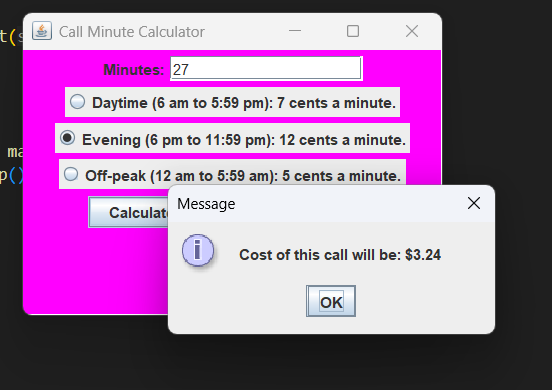 t(
Call Minute Calculator
Minutes: 27
Daytime (6 am to 5:59 pm): 7 cents a minute.
Evening (6 pm to 11:59 pm): 12 cents a minute.
ma
Off-peak (12 am to 5:59 am): 5 cents a minute.
p()
Message
Cost of this call will be: $3.24
OK